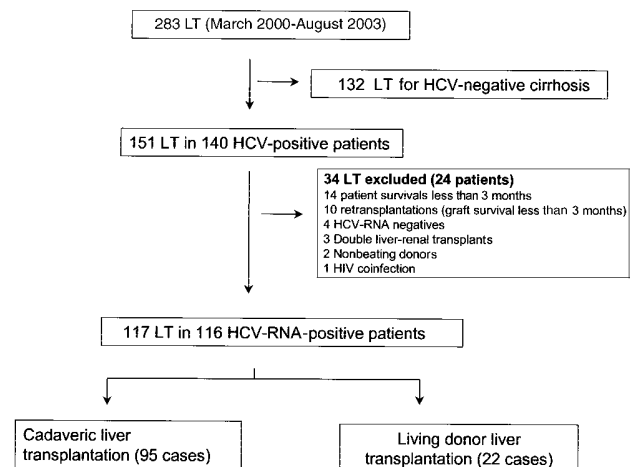 283 LT (March 2000-August 2003)
132 LT for HCV-negative cirrhosis
151 LT in 140 HCV-positive patients
34 LT excluded (24 patients)
14 patient survivals less than 3 months
10 retransplantations (graft survival less than 3 months)
4 HCV-RNA negatives
3 Double liver-renal transplants
2 Nonbeating donors
1 HIV coinfection
117 LT in 116 HCV-RNA-positive patients
Cadaveric liver
transplantation (95 cases)
Living donor liver
transplantation (22 cases)